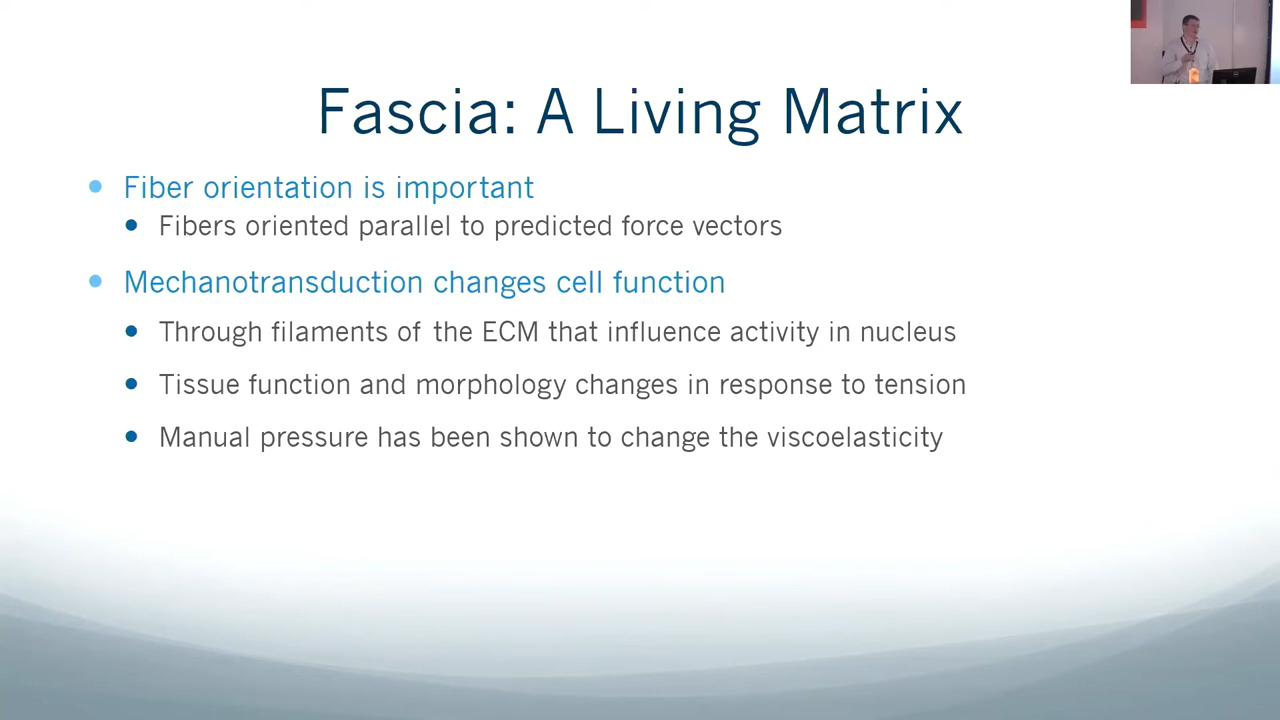 Fascia: A Living Matrix
Fiber orientation is important
Fibers oriented parallel to predicted force vectors
Mechanotransduction changes cell function
Through filaments of the ECM that influence activity in nucleus
Tissue function and morphology changes in response to tension
Manual pressure has been shown to change the viscoelasticity